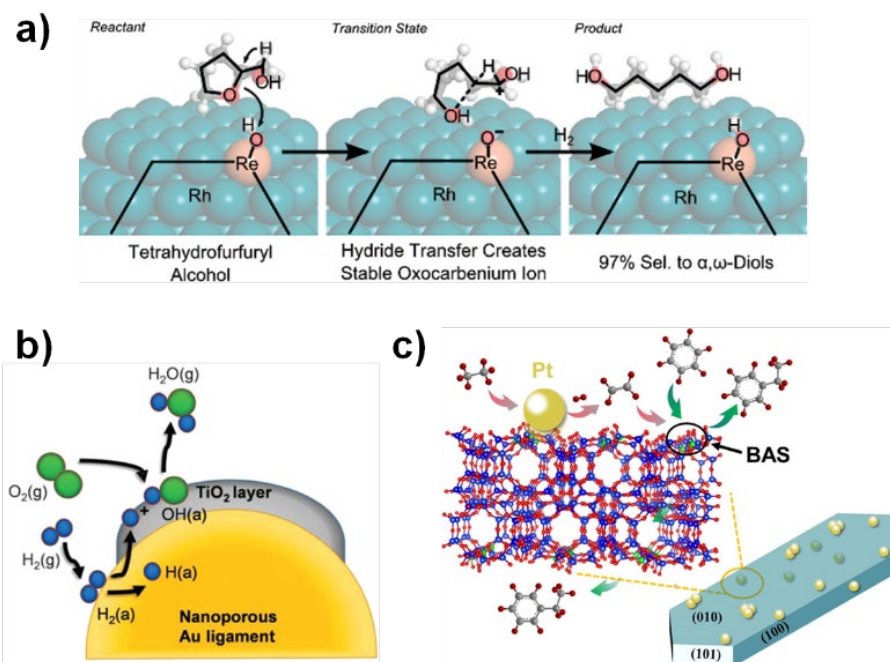 a)
Reactant
Transition State
Product
H
OH
O
HO
Re
Rh
H
OH
+
OH
O⁻
Re
Rh
H₂
HO
OH
HO
Re
Rh
Tetrahydrofurfuryl
Alcohol
Hydride Transfer Creates
Stable Oxocarbenium Ion
97% Sel. to α,ω-Diols
b)
H₂O(g)
O₂(g)
TiO₂ layer
+
OH(a)
H₂(g)
H(a)
H₂(a)
Nanoporous
Au ligament
c)
Pt
BAS
(010)
(100)
(101)